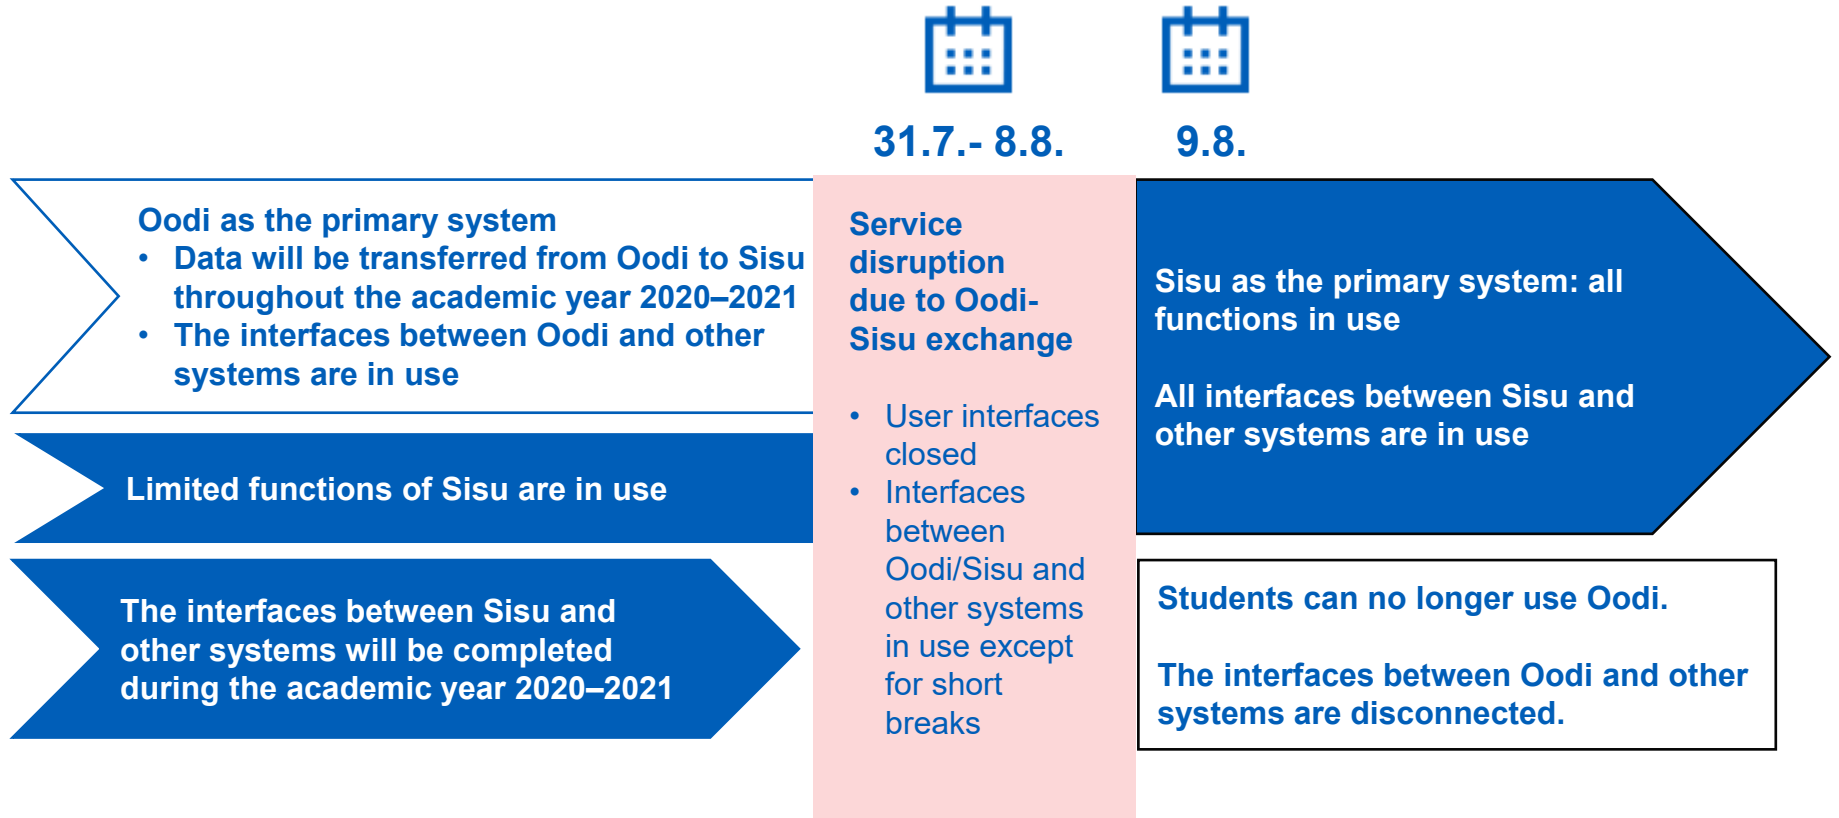 31.7.- 8.8.
9.8.
Oodi as the primary system
• Data will be transferred from Oodi to Sisu
throughout the academic year 2020–2021
• The interfaces between Oodi and other
systems are in use
Limited functions of Sisu are in use
The interfaces between Sisu and
other systems will be completed
during the academic year 2020–2021
Service
disruption
due to Oodi-
Sisu exchange
• User interfaces
closed
• Interfaces
between
Oodi/Sisu and
other systems
in use except
for short
breaks
Sisu as the primary system: all
functions in use
All interfaces between Sisu and
other systems are in use
Students can no longer use Oodi.
The interfaces between Oodi and other
systems are disconnected.